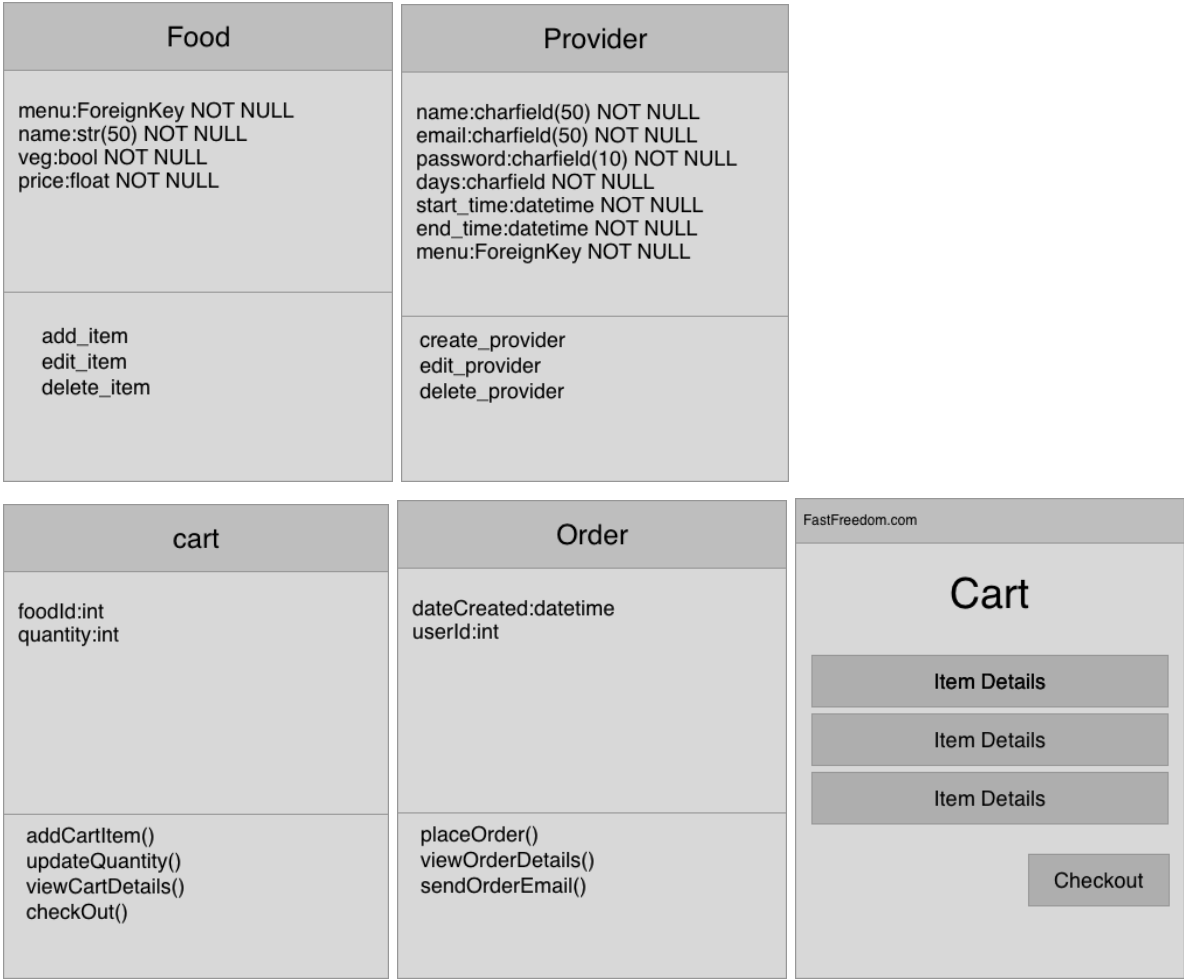 Food
menu:ForeignKey NOT NULL
name:str(50) NOT NULL
veg:bool NOT NULL
price:float NOT NULL
add_item
edit_item
delete_item
Provider
name:charfield(50) NOT NULL
email:charfield(50) NOT NULL
password:charfield(10) NOT NULL
days:charfield NOT NULL
start_time:datetime NOT NULL
end_time:datetime NOT NULL
menu:ForeignKey NOT NULL
create_provider
edit_provider
delete_provider
cart
foodId:int
quantity:int
addCartItem()
updateQuantity()
viewCartDetails()
checkOut()
Order
dateCreated:datetime
userId:int
placeOrder()
viewOrderDetails()
sendOrderEmail()
FastFreedom.com
Cart
Item Details
Item Details
Item Details
Checkout